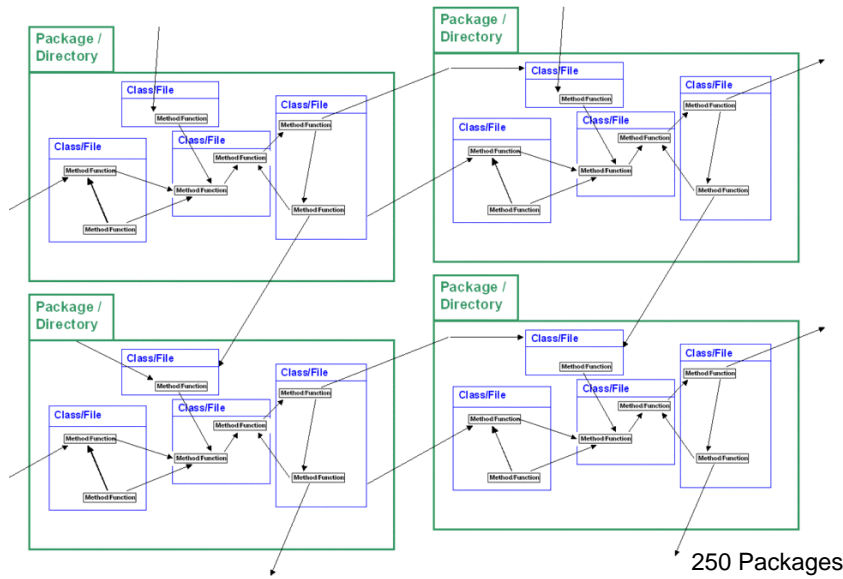 Package /
Directory
Class/File
Method Function
Class/File
Class/File
Method Function
Class/File
Method Function
Method Function
Method Function
Method Function
Method Function
Package /
Directory
Class/File
Method Function
Class/File
Class/File
Method Function
Class/File
Method Function
Method Function
Method Function
Method Function
Method Function
Package /
Directory
Class/File
Method Function
Class/File
Class/File
Method Function
Class/File
Method Function
Method Function
Method Function
Method Function
Method Function
Package /
Directory
Class/File
Method Function
Class/File
Class/File
Method Function
Class/File
Method Function
Method Function
Method Function
Method Function
Method Function
250 Packages